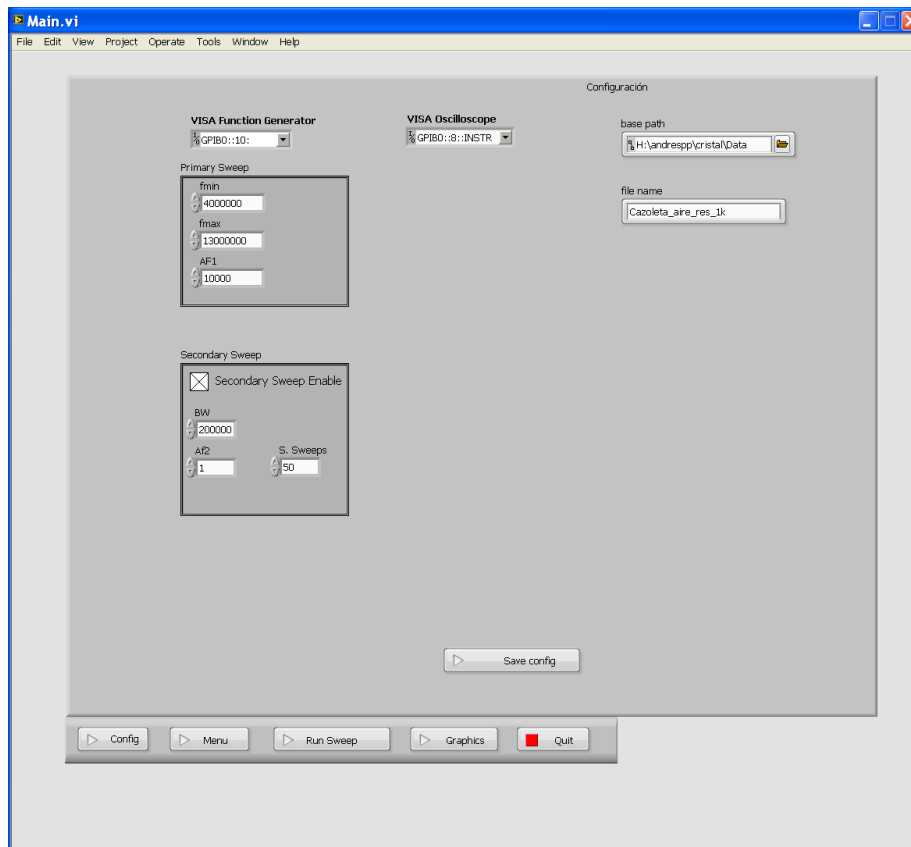 Main.vi
File Edit View Project Operate Tools Window Help
Configuración
VISA Function Generator
GPIB0::10:
VISA Oscilloscope
GPIB0::8::INSTR
base path
H:\andrespp\cristal\Data
file name
Cazoleta_aire_res_1k
Primary Sweep
fmin
4000000
fmax
13000000
AF1
10000
Secondary Sweep
Secondary Sweep Enable
BW
200000
Af2
1
S. Sweeps
50
Save config
Config Menu Run Sweep Graphics Quit